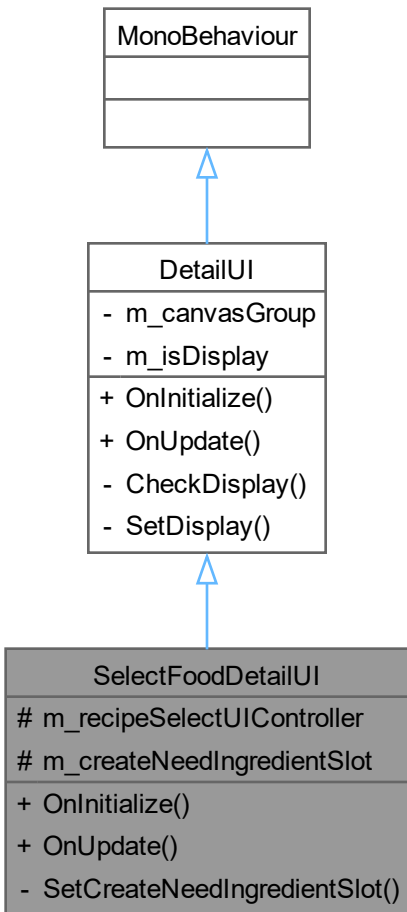 MonoBehaviour
DetailUI
- m_canvasGroup
- m_isDisplay
+ OnInitialize()
+ OnUpdate()
- CheckDisplay()
- SetDisplay()
SelectFoodDetailUI
# m_recipeSelectUIController
# m_createNeedIngredientSlot
+ OnInitialize()
+ OnUpdate()
- SetCreateNeedIngredientSlot()